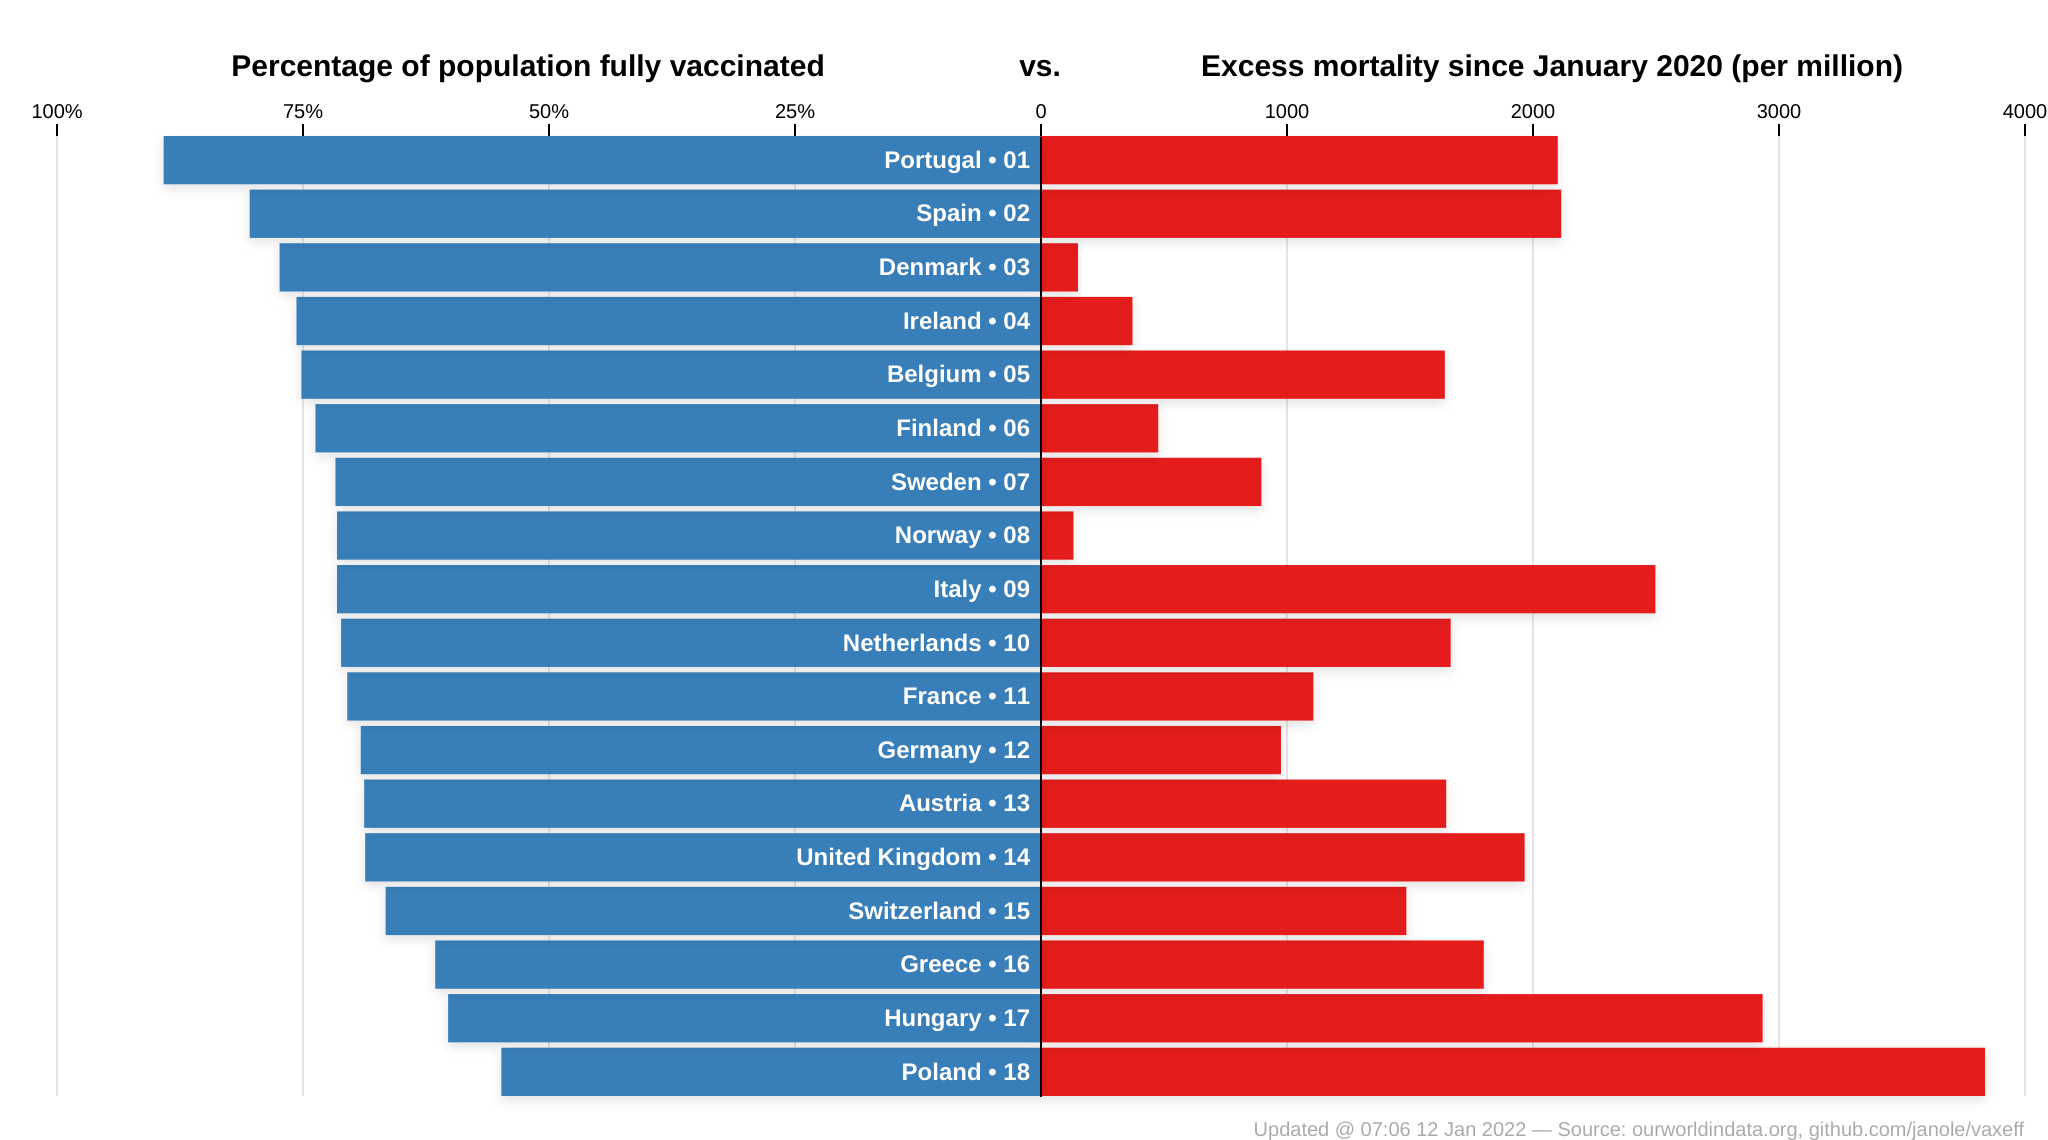 Percentage of population fully vaccinated vs. Excess mortality since January 2020 (per million)
100% 75% 50% 25% 0 1000 2000 3000 4000
Portugal • 01
Spain • 02
Denmark • 03
Ireland • 04
Belgium • 05
Finland • 06
Sweden • 07
Norway • 08
Italy • 09
Netherlands • 10
France • 11
Germany • 12
Austria • 13
United Kingdom • 14
Switzerland • 15
Greece • 16
Hungary • 17
Poland • 18
Updated @ 07:06 12 Jan 2022 — Source: ourworldindata.org, github.com/janole/vaxeff